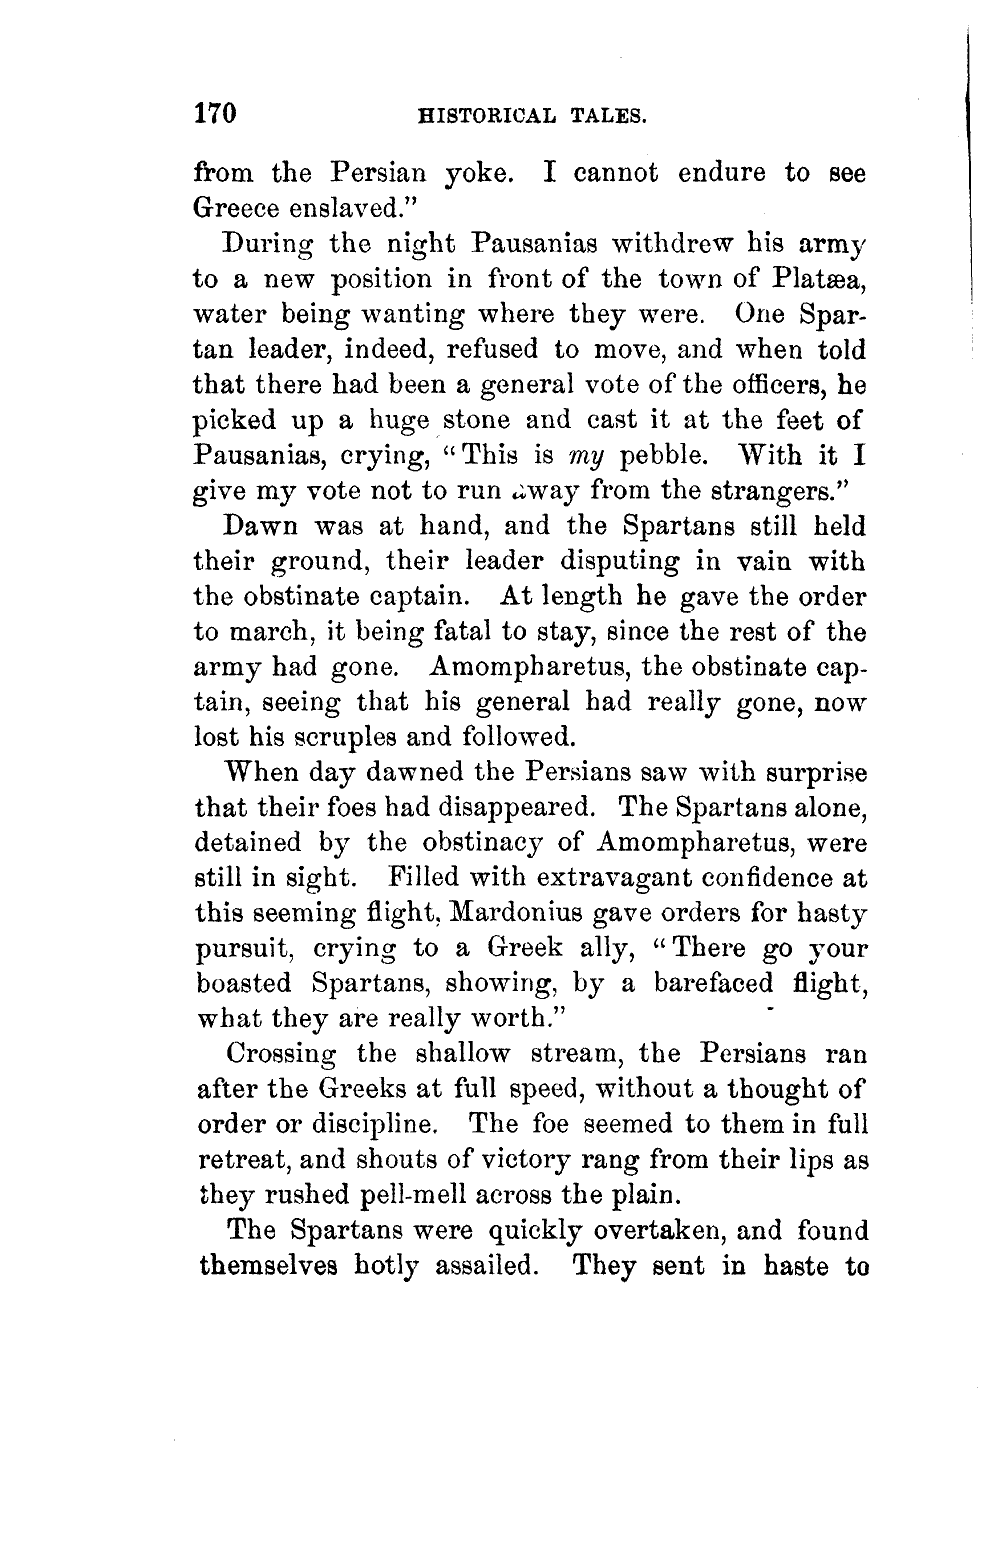 170 HISTORICAL TALES.
from the Persian yoke. I cannot endure to see
Greece enslaved.”
During the night Pausanias withdrew his army
to a new position in front of the town of Platæa,
water being wanting where they were. One Spar-
tan leader, indeed, refused to move, and when told
that there had been a general vote of the officers, he
picked up a huge stone and cast it at the feet of
Pausanias, crying, “This is my pebble. With it I
give my vote not to run away from the strangers.”
Dawn was at hand, and the Spartans still held
their ground, their leader disputing in vain with
the obstinate captain. At length he gave the order
to march, it being fatal to stay, since the rest of the
army had gone. Amompharetus, the obstinate cap-
tain, seeing that his general had really gone, now
lost his scruples and followed.
When day dawned the Persians saw with surprise
that their foes had disappeared. The Spartans alone,
detained by the obstinacy of Amompharetus, were
still in sight. Filled with extravagant confidence at
this seeming flight, Mardonius gave orders for hasty
pursuit, crying to a Greek ally, “There go your
boasted Spartans, showing, by a barefaced flight,
what they are really worth.”
Crossing the shallow stream, the Persians ran
after the Greeks at full speed, without a thought of
order or discipline. The foe seemed to them in full
retreat, and shouts of victory rang from their lips as
they rushed pell-mell across the plain.
The Spartans were quickly overtaken, and found
themselves hotly assailed. They sent in haste to